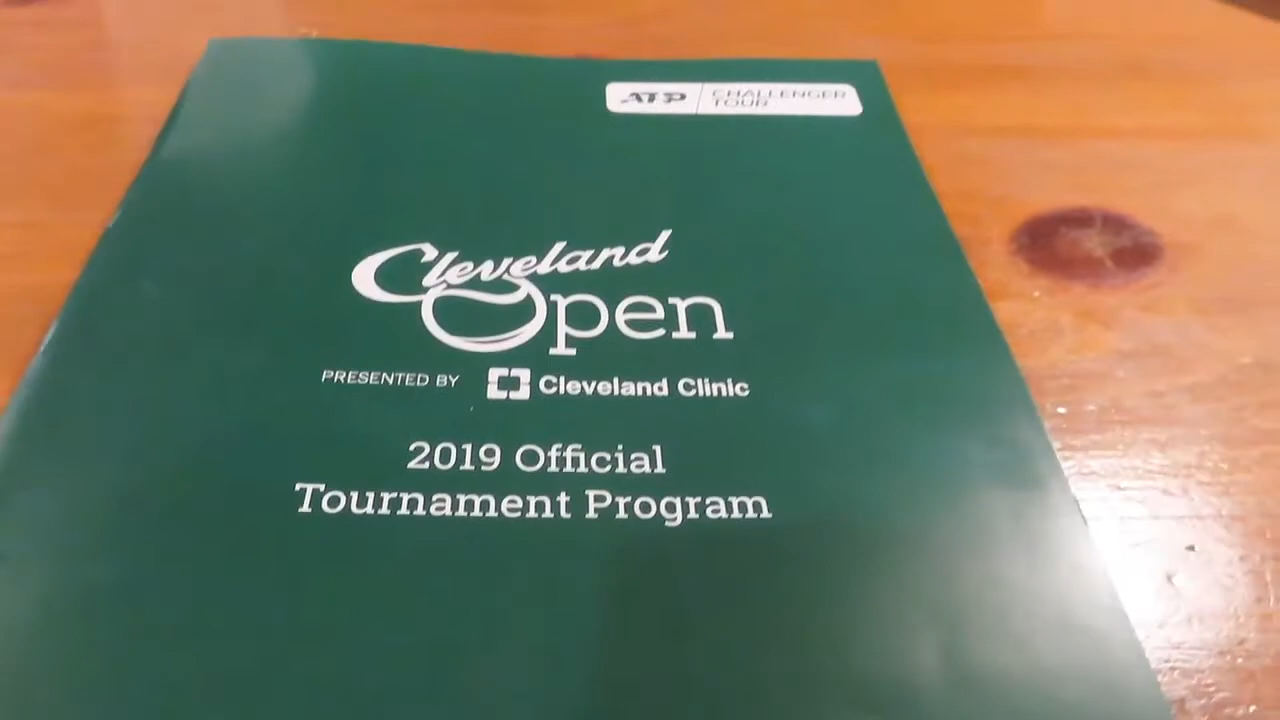 ATP CHALLENGER
TOUR
Cleveland
Open
PRESENTED BY Cleveland Clinic
2019 Official
Tournament Program